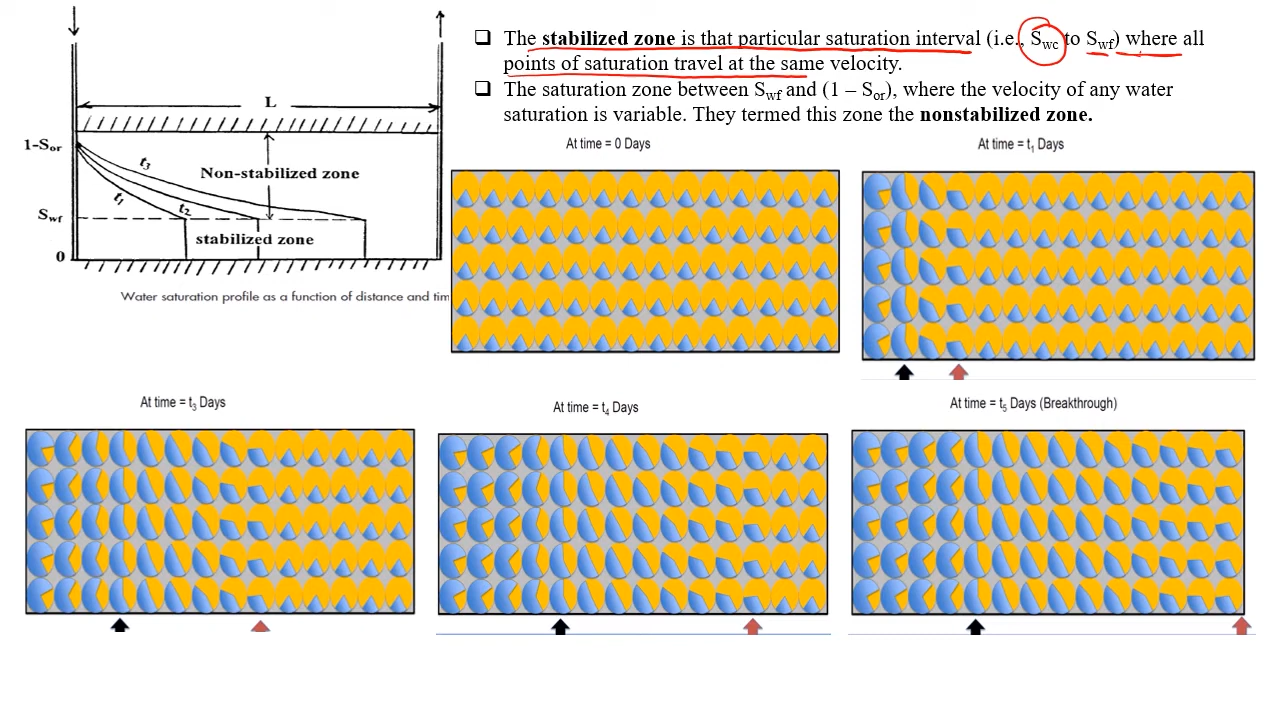 ❑ The stabilized zone is that particular saturation interval (i.e., Swc to Swf) where all
points of saturation travel at the same velocity.
❑ The saturation zone between Swf and (1 – Sor), where the velocity of any water
saturation is variable. They termed this zone the nonstabilized zone.
L
1-Sor
t3
Non-stabilized zone
t1
t2
Swf
stabilized zone
0
Water saturation profile as a function of distance and tim
At time = 0 Days
At time = t1 Days
At time = t3 Days
At time = t4 Days
At time = t5 Days (Breakthrough)